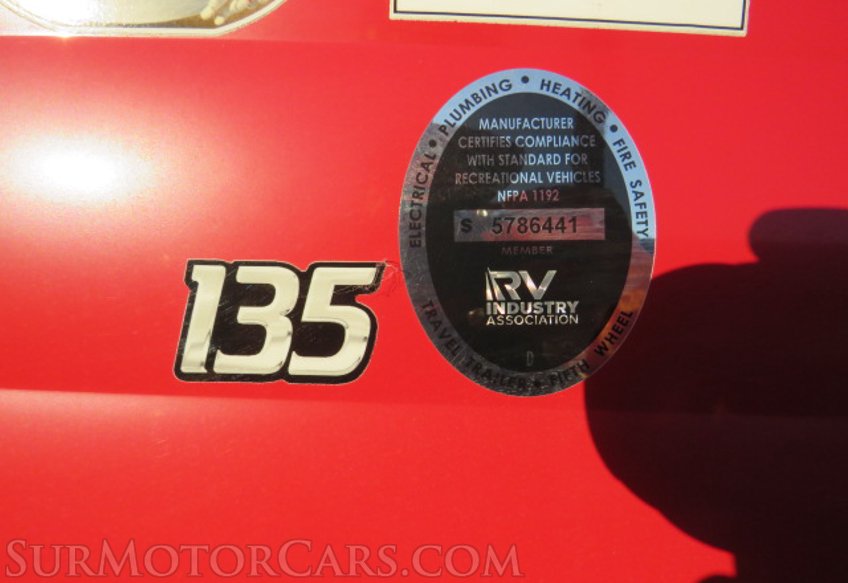 ELECTRICAL • PLUMBING • HEATING • FIRE SAFETY
MANUFACTURER
CERTIFIES COMPLIANCE
WITH STANDARD FOR
RECREATIONAL VEHICLES
NFPA 1192
S 5786441
MEMBER
RV
INDUSTRY
ASSOCIATION
D
TRAVEL TRAILER • FIFTH WHEEL
135
SURMOTORCARS.COM